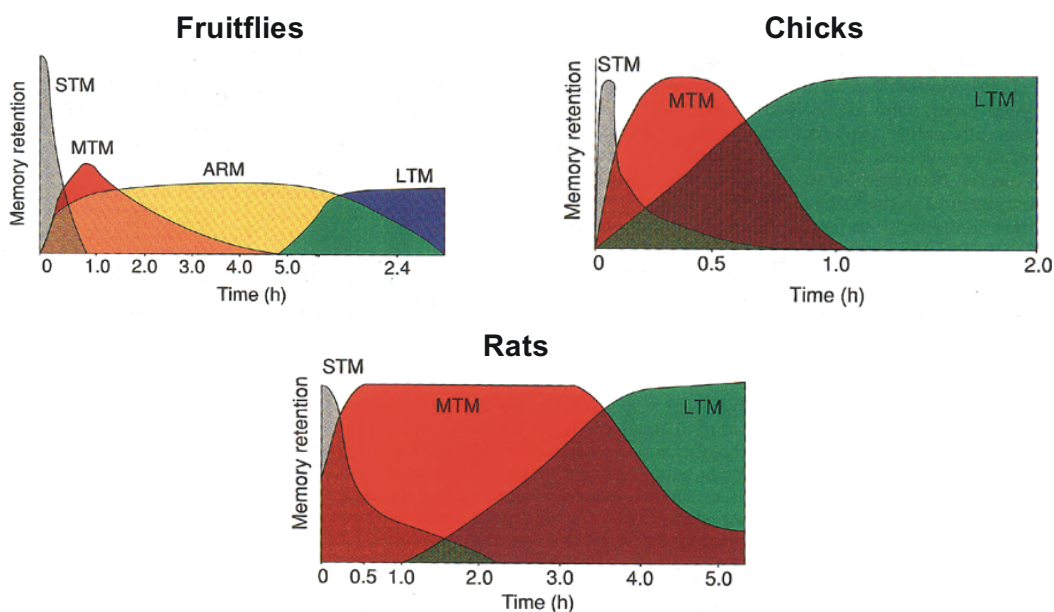 Fruitflies
STM
MTM
ARM
LTM
Memory retention
0 1.0 2.0 3.0 4.0 5.0 2.4
Time (h)
Chicks
STM
MTM
LTM
Memory retention
0 0.5 1.0 2.0
Time (h)
Rats
STM
MTM
LTM
Memory retention
0 0.5 1.0 2.0 3.0 4.0 5.0
Time (h)